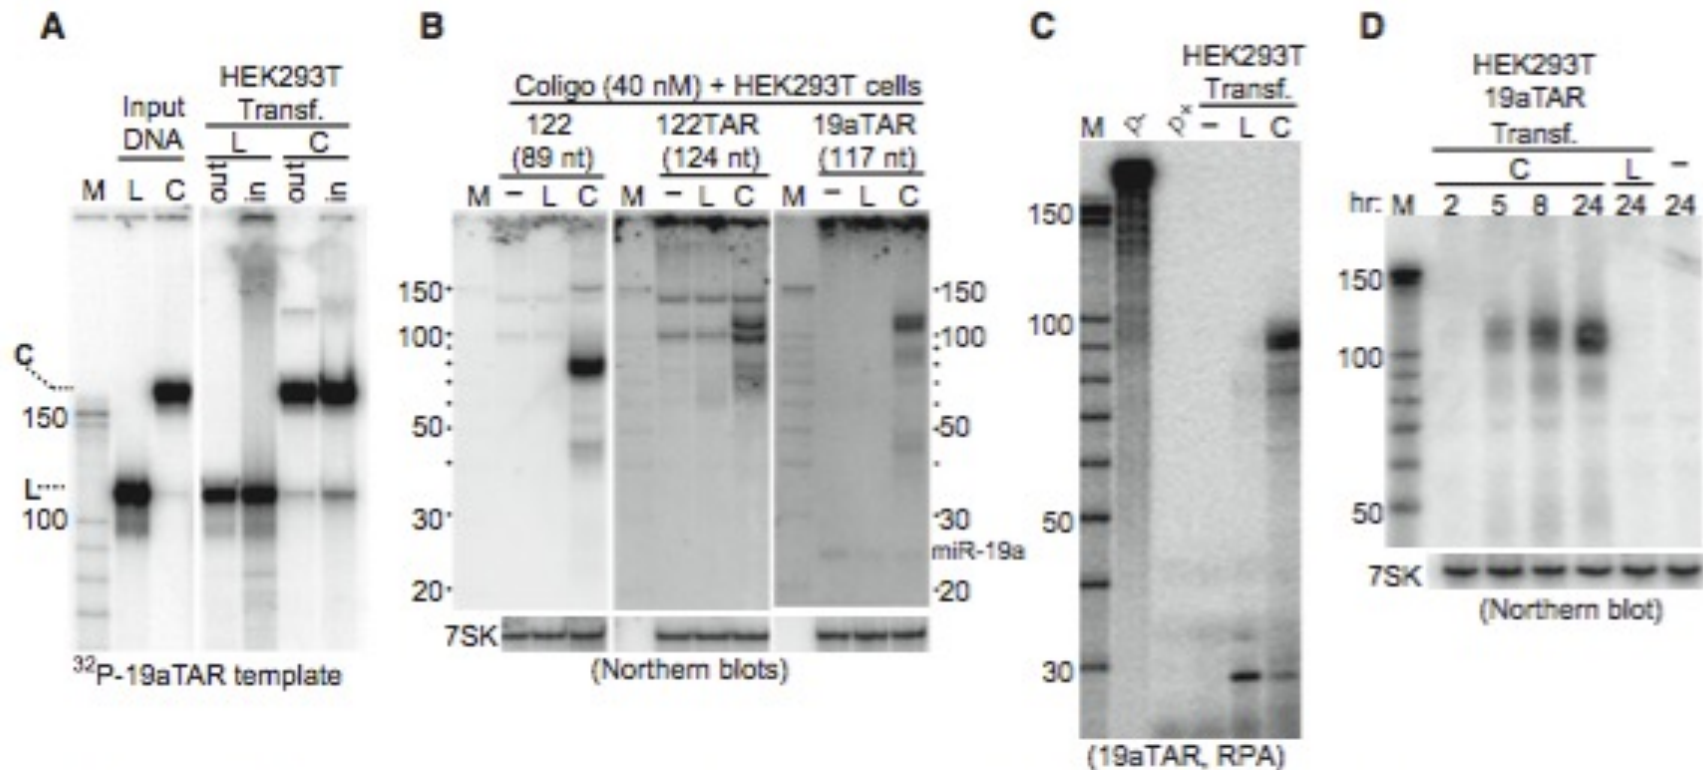 A
Input
DNA
HEK293T
Transf.
L C
M L C out .in out .in
C
150
L
100
32P-19aTAR template
B
Coligo (40 nM) + HEK293T cells
122 122TAR 19aTAR
(89 nt) (124 nt) (117 nt)
M – L C M – L C M – L C
150 150
100 100
50 50
30 30
miR-19a
20 20
7SK
(Northern blots)
C
HEK293T
Transf.
M P P* – L C
150
100
50
30
(19aTAR, RPA)
D
HEK293T
19aTAR
Transf.
C L –
hr: M 2 5 8 24 24 24
150
100
50
7SK
(Northern blot)